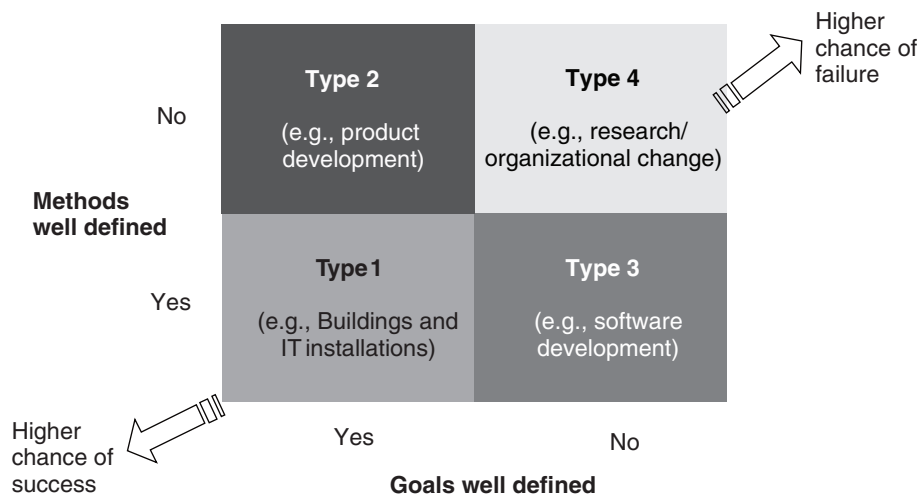 Higher
chance of
failure
Type 2
(e.g., product
development)
Type 4
(e.g., research/
organizational change)
No
Methods
well defined
Type 1
(e.g., Buildings and
IT installations)
Type 3
(e.g., software
development)
Yes
Higher
chance of
success
Yes
No
Goals well defined